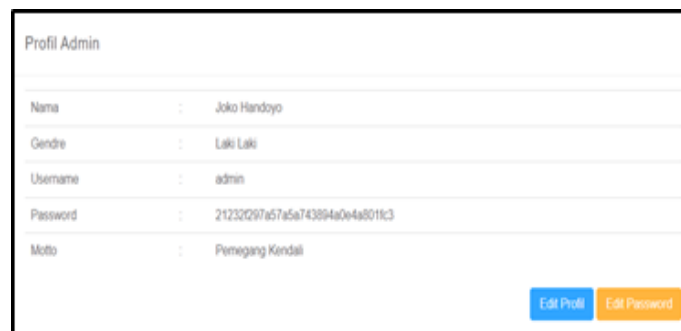 Profil Admin
Nama : Joko Handoyo
Gendre : Laki Laki
Username : admin
Password : 21232f297a57a5a743894a0e4a801fc3
Motto : Pemegang Kendali
Edit Profil Edit Password